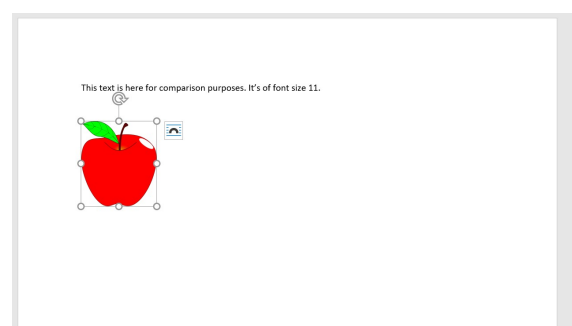 This text is here for comparison purposes. It’s of font size 11.